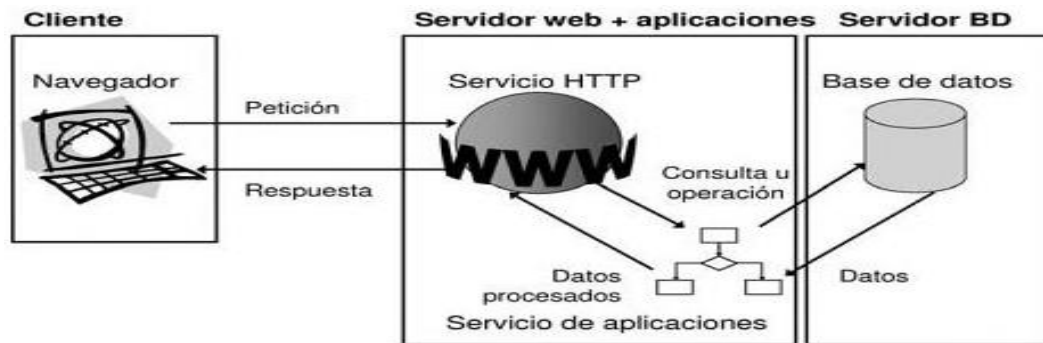 Cliente
Servidor web + aplicaciones
Servidor BD
Navegador
Servicio HTTP
Base de datos
Petición
WWW
Respuesta
Consulta u
operación
Datos
procesados
Datos
Servicio de aplicaciones